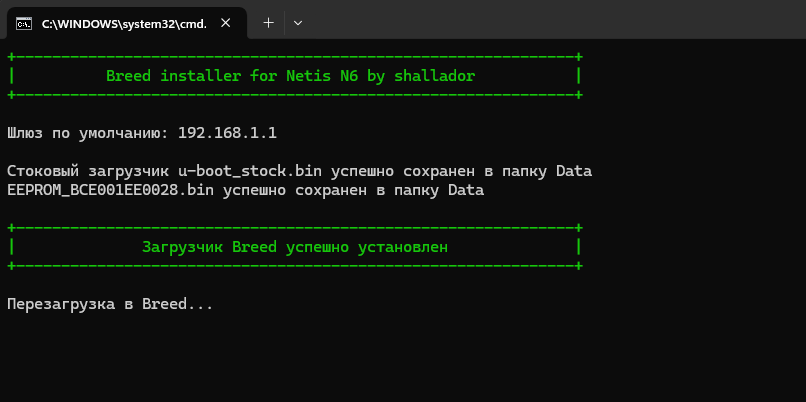 C:\WINDOWS\system32\cmd.
Breed installer for Netis N6 by shallador
Шлюз по умолчанию: 192.168.1.1
Стоковый загрузчик u-boot_stock.bin успешно сохранен в папку Data
EEPROM_BCE001EE0028.bin успешно сохранен в папку Data
Загрузчик Breed успешно установлен
Перезагрузка в Breed...